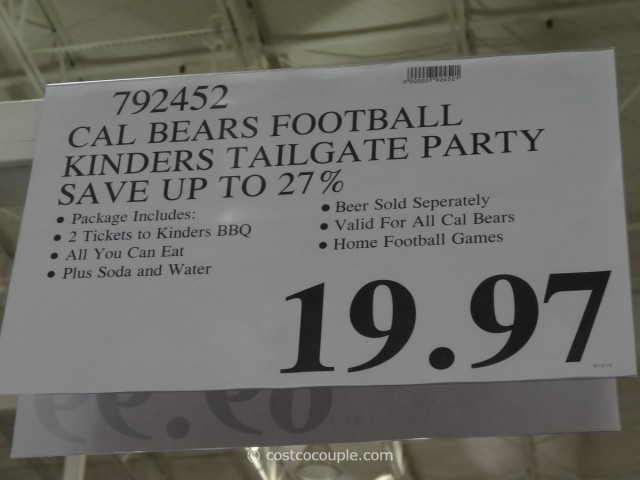 0000007924521
792452
CAL BEARS FOOTBALL
KINDERS TAILGATE PARTY
SAVE UP TO 27%
• Package Includes:
• 2 Tickets to Kinders BBQ
• All You Can Eat
• Plus Soda and Water
• Beer Sold Seperately
• Valid For All Cal Bears
• Home Football Games
19.97
costcocouple.com